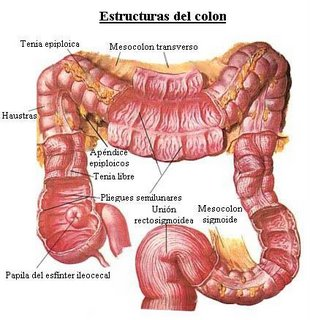 Estructuras del colon
Tenia epiploica
Mesocolon transverso
Haustras
Apéndice
epiploicos
Tenia libre
Pliegues semilunares
Unión
rectosigmoidea
Mesocolon
sigmoide
Papila del esfinter ileocecal